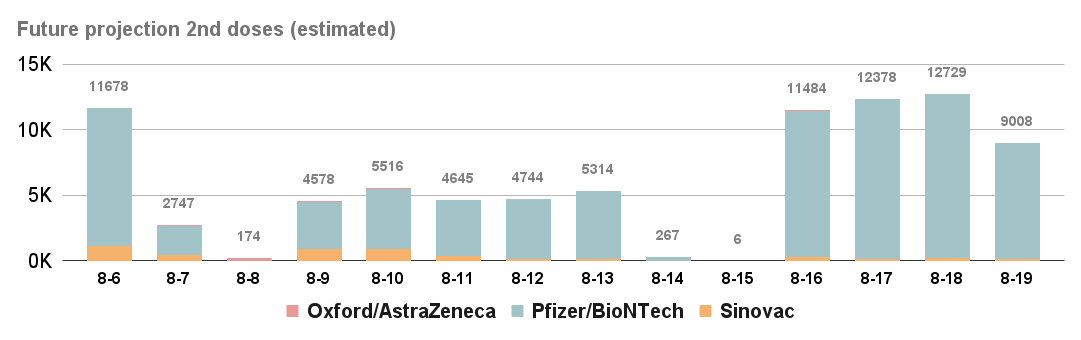 Future projection 2nd doses (estimated)
15K
10K
5K
0K
11678
2747
174
4578
5516
4645
4744
5314
267
6
11484
12378
12729
9008
8-6 8-7 8-8 8-9 8-10 8-11 8-12 8-13 8-14 8-15 8-16 8-17 8-18 8-19
Oxford/AstraZeneca Pfizer/BioNTech Sinovac